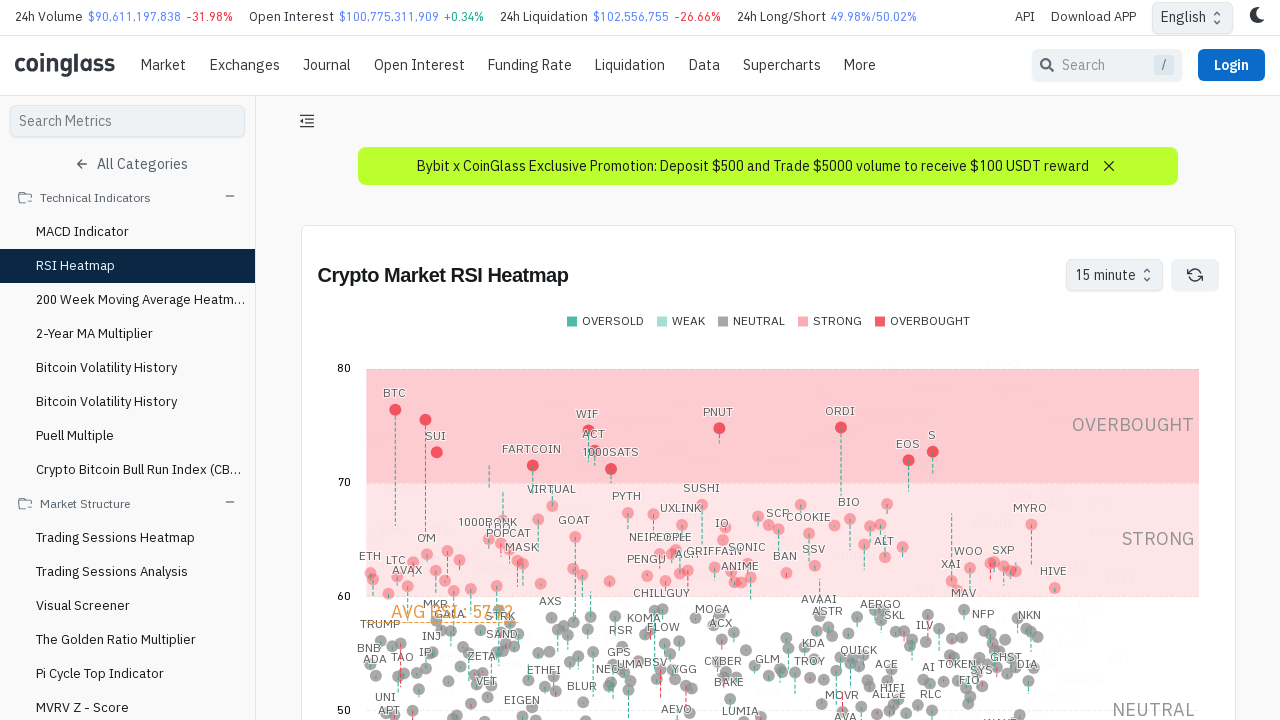 24h Volume $90,611,197,838 -31.98% Open Interest $100,775,311,909 +0.34% 24h Liquidation $102,556,755 -26.66% 24h Long/Short 49.98%/50.02% API Download APP English
coinglass Market Exchanges Journal Open Interest Funding Rate Liquidation Data Supercharts More Search / Login
Search Metrics
All Categories
Technical Indicators
MACD Indicator
RSI Heatmap
200 Week Moving Average Heatm...
2-Year MA Multiplier
Bitcoin Volatility History
Bitcoin Volatility History
Puell Multiple
Crypto Bitcoin Bull Run Index (CB...
Market Structure
Trading Sessions Heatmap
Trading Sessions Analysis
Visual Screener
The Golden Ratio Multiplier
Pi Cycle Top Indicator
MVRV Z - Score
Bybit x CoinGlass Exclusive Promotion: Deposit $500 and Trade $5000 volume to receive $100 USDT reward
Crypto Market RSI Heatmap
15 minute
OVERSOLD WEAK NEUTRAL STRONG OVERBOUGHT
80
BTC
WIF PNUT ORDI
OVERBOUGHT
SUI ACT S
FARTCOIN 1000SATS EOS
70
VIRTUAL PYTH SUSHI
UXLINK BIO MYRO
GOAT IO SCR COOKIE
POPCAT STRONG
OM ALT
MASK GRIFFAIN SONIC SSV WOO SXP
ETH LTC PENGU BAN XAI
AVAX ANIME HIVE
60
CHILLGUY MAV
MKR AXS MOCA AVAAI ASTR AERGO
AVG RSI
TRUMP GALA STRK KOMA ACX SKL NFP NKN
INJ SAND RSR FLOW ILV
BNB IP GPS KDA QUICK
ADA TAO ZETA BSV CYBER GLM TROY ACE AI TOKEN GHST DIA
ETHFI YGG SYS
VET BLUR BAKE HIFI FIO
UNI EIGEN MOVR ALICE RLC
APT AEVO LUMIA AVA
50
NEUTRAL